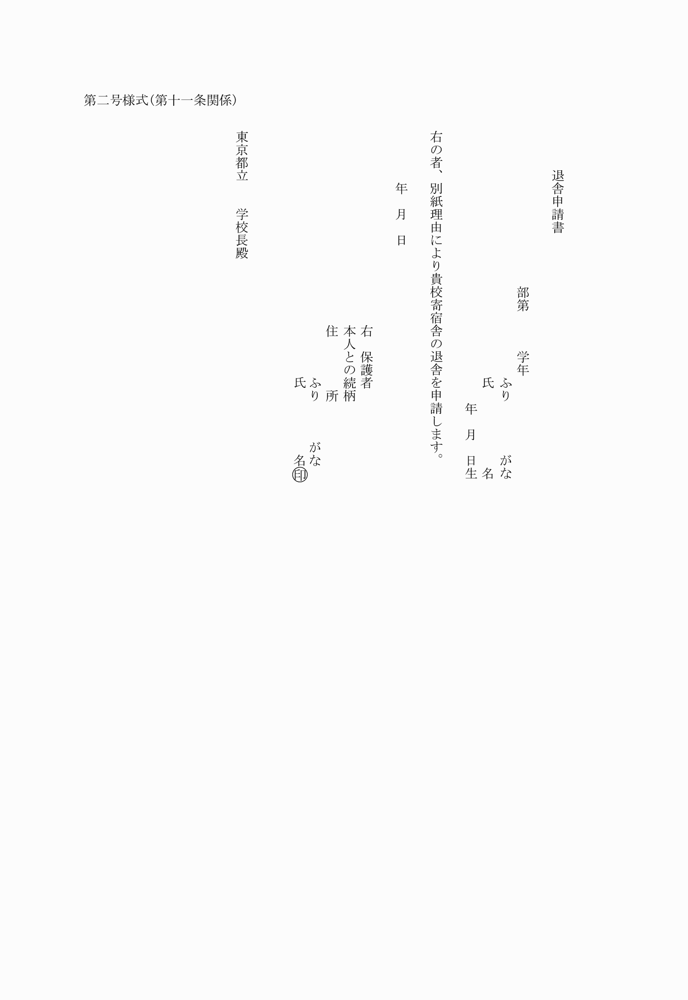 第二号様式(第十一条関係)
退舎申請書
部第　　　学年
ふり　　　　がな
氏　　　　　　名
年　月　日生
右の者、別紙理由により貴校寄宿舎の退舎を申請します。
年　月　日
右　保護者
本人との続柄
住　　　　所
ふり　　　がな
氏　　　　　名㊞
東京都立　　学校長殿